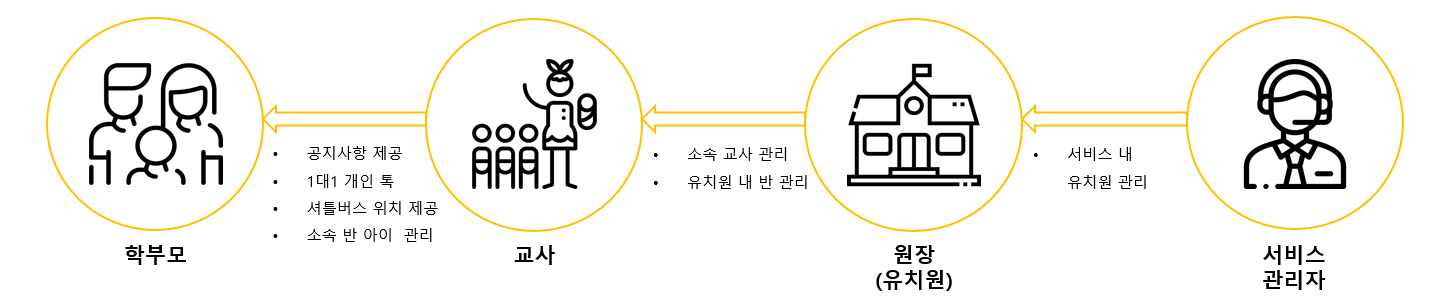 • 공지사항 제공
• 1대1 개인 톡
• 셔틀버스 위치 제공
• 소속 반 아이 관리
• 소속 교사 관리
• 유치원 내 반 관리
• 서비스 내
유치원 관리
학부모
교사
원장
(유치원)
서비스
관리자